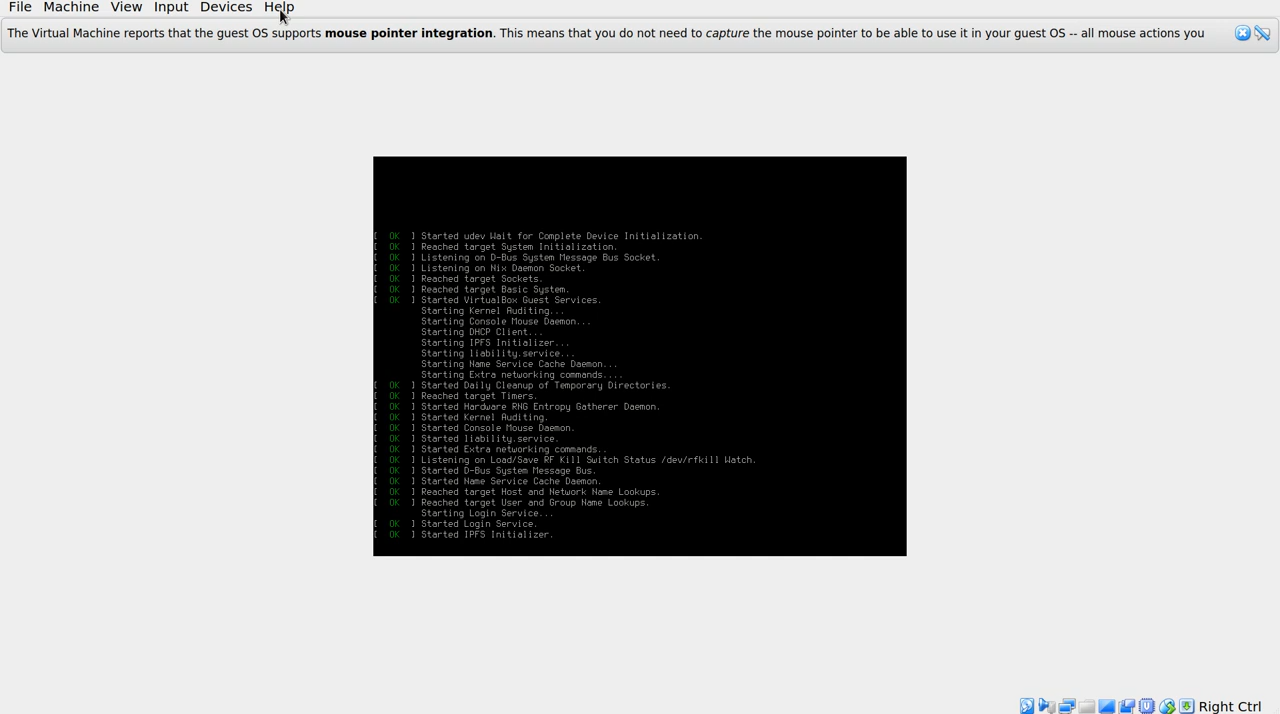 File Machine View Input Devices Help
The Virtual Machine reports that the guest OS supports mouse pointer integration. This means that you do not need to capture the mouse pointer to be able to use it in your guest OS -- all mouse actions you
[ OK ] Started udev Wait for Complete Device Initialization.
[ OK ] Reached target System Initialization.
[ OK ] Listening on D-Bus System Message Bus Socket.
[ OK ] Listening on Nix Daemon Socket.
[ OK ] Reached target Sockets.
[ OK ] Reached target Basic System.
[ OK ] Started VirtualBox Guest Services.
Starting Kernel Auditing...
Starting Console Mouse Daemon...
Starting DHCP Client...
Starting IPFS Initializer...
Starting liability.service...
Starting Name Service Cache Daemon...
Starting Extra networking commands....
[ OK ] Started Daily Cleanup of Temporary Directories.
[ OK ] Reached target Timers.
[ OK ] Started Hardware RNG Entropy Gatherer Daemon.
[ OK ] Started Kernel Auditing.
[ OK ] Started Console Mouse Daemon.
[ OK ] Started liability.service.
[ OK ] Started Extra networking commands..
[ OK ] Listening on Load/Save RF Kill Switch Status /dev/rfkill Watch.
[ OK ] Started D-Bus System Message Bus.
[ OK ] Started Name Service Cache Daemon.
[ OK ] Reached target Host and Network Name Lookups.
[ OK ] Reached target User and Group Name Lookups.
Starting Login Service...
[ OK ] Started Login Service.
[ OK ] Started IPFS Initializer.
Right Ctrl